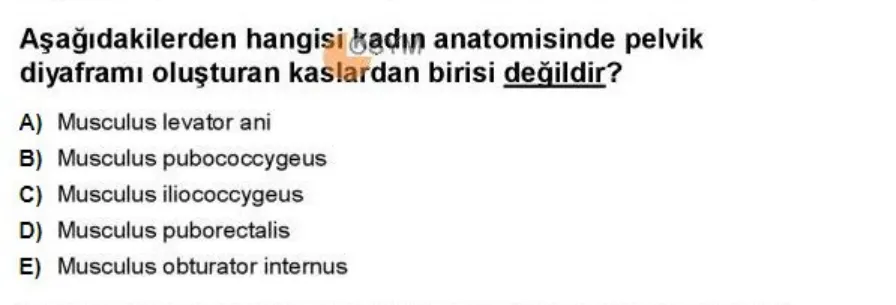 Aşağıdakilerden hangisi kadın anatomisinde pelvik
diyaframı oluşturan kaslardan birisi değildir?
A) Musculus levator ani
B) Musculus pubococcygeus
C) Musculus iliococcygeus
D) Musculus puborectalis
E) Musculus obturator internus